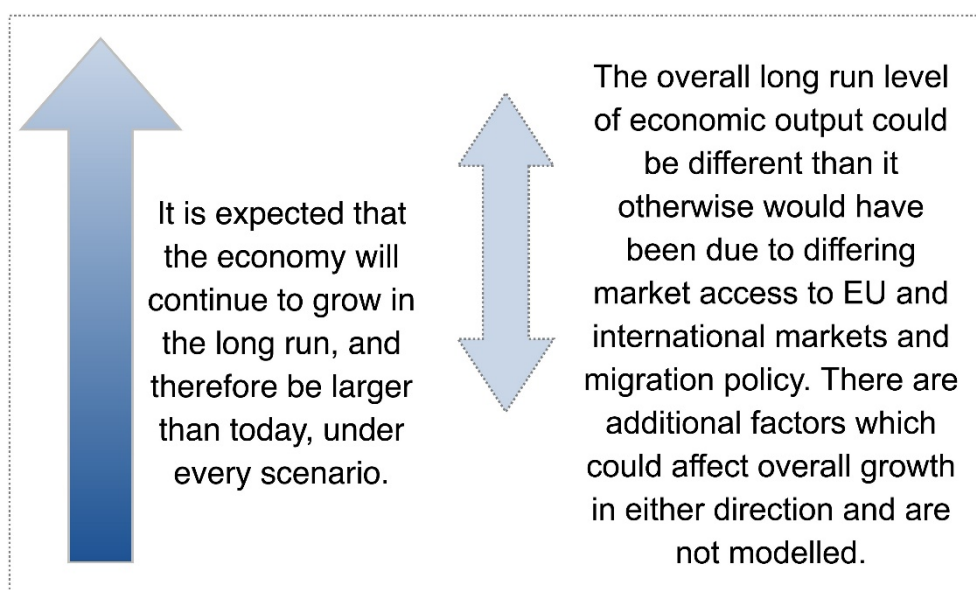 It is expected that
the economy will
continue to grow in
the long run, and
therefore be larger
than today, under
every scenario.
The overall long run level
of economic output could
be different than it
otherwise would have
been due to differing
market access to EU and
international markets and
migration policy. There are
additional factors which
could affect overall growth
in either direction and are
not modelled.